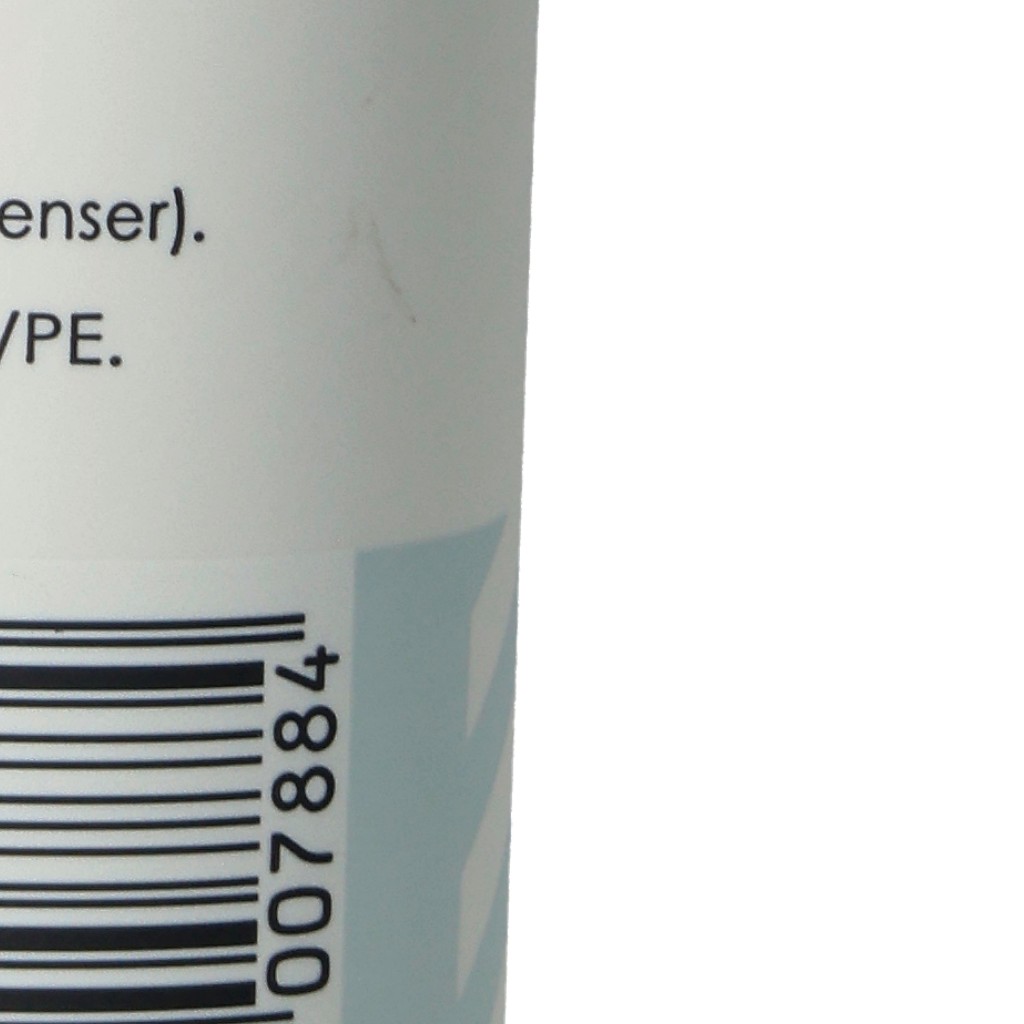 enser).
/PE.
007884